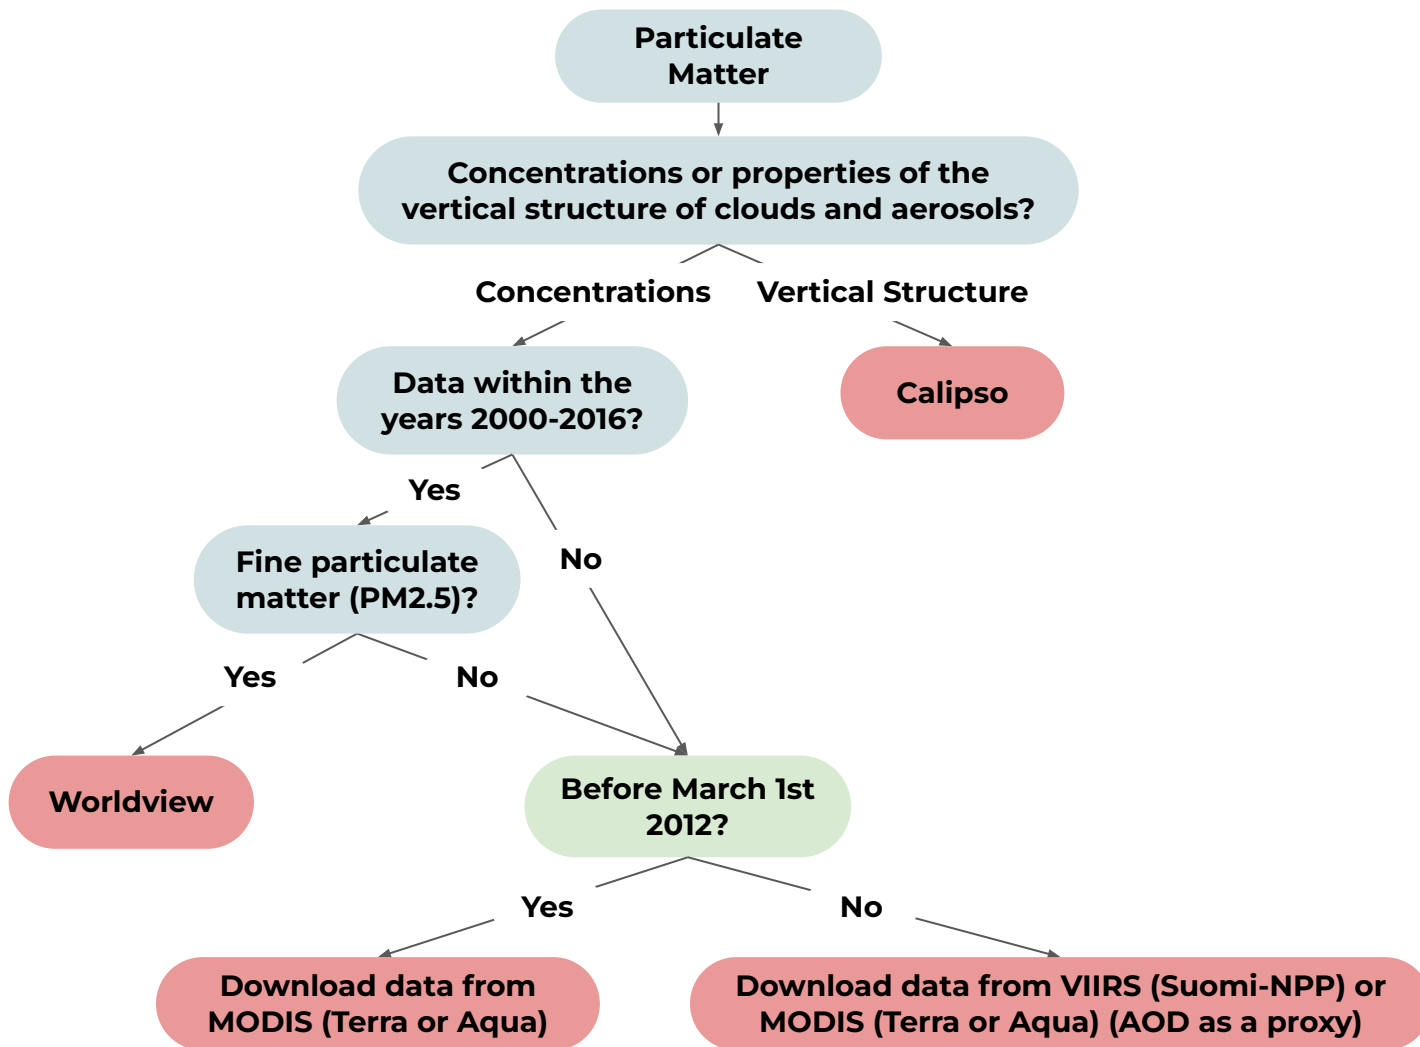 Particulate
Matter
Concentrations or properties of the
vertical structure of clouds and aerosols?
Concentrations
Vertical Structure
Data within the
years 2000-2016?
Calipso
Yes
No
Fine particulate
matter (PM2.5)?
Yes
No
Worldview
Before March 1st
2012?
Yes
No
Download data from
MODIS (Terra or Aqua)
Download data from VIIRS (Suomi-NPP) or
MODIS (Terra or Aqua) (AOD as a proxy)